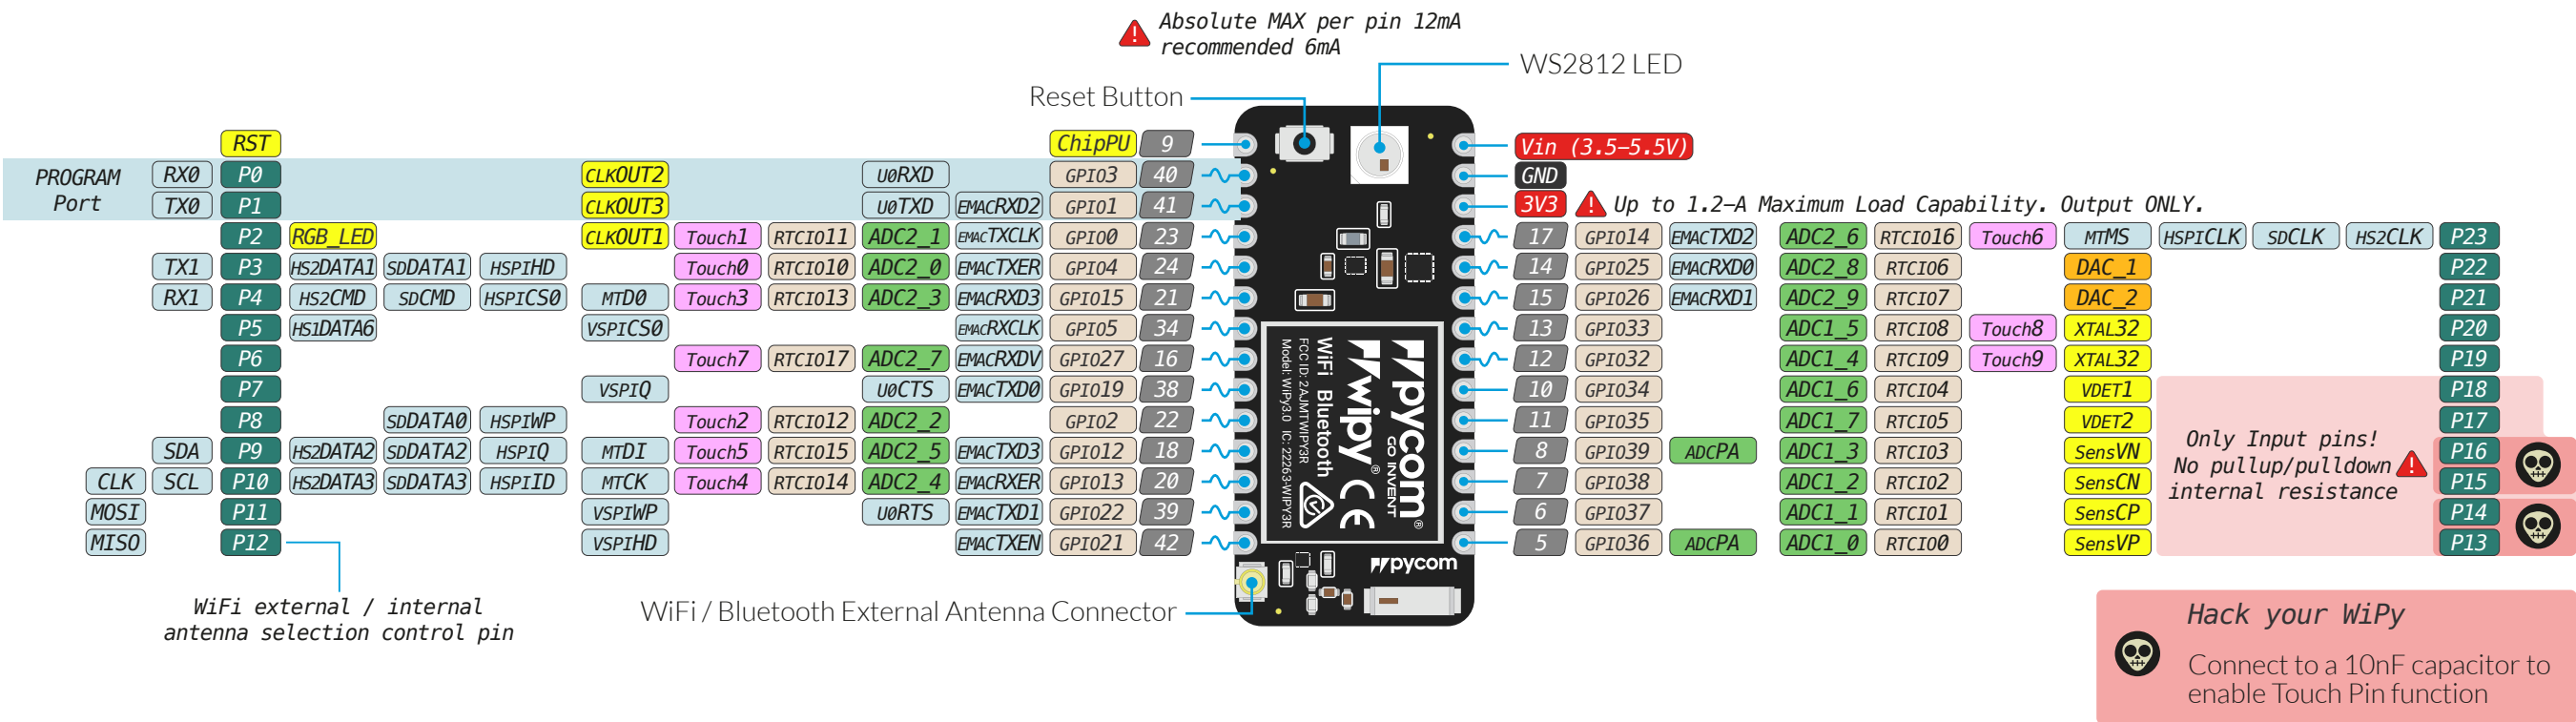 Absolute MAX per pin 12mA
recommended 6mA
WS2812 LED
Reset Button
RST ChipPU 9 Vin (3.5–5.5V)
PROGRAM
Port
RX0 P0 CLKOUT2 U0RXD GPIO3 40 GND
TX0 P1 CLKOUT3 U0TXD EMACRXD2 GPIO1 41 3V3 Up to 1.2–A Maximum Load Capability. Output ONLY.
P2 RGB_LED CLKOUT1 Touch1 RTCIO11 ADC2_1 EMACTXCLK GPIO0 23 17 GPIO14 EMACTXD2 ADC2_6 RTCIO16 Touch6 MTMS HSPICLK SDCLK HS2CLK P23
TX1 P3 HS2DATA1 SDDATA1 HSPIHD Touch0 RTCIO10 ADC2_0 EMACTXER GPIO4 24 14 GPIO25 EMACRXD0 ADC2_8 RTCIO6 DAC_1 P22
RX1 P4 HS2CMD SDCMD HSPICS0 MTDO Touch3 RTCIO13 ADC2_3 EMACRXD3 GPIO15 21 15 GPIO26 EMACRXD1 ADC2_9 RTCIO7 DAC_2 P21
P5 HS1DATA6 VSPICS0 EMACRXCLK GPIO5 34 13 GPIO33 ADC1_5 RTCIO8 Touch8 XTAL32 P20
P6 Touch7 RTCIO17 ADC2_7 EMACRXDV GPIO27 16 12 GPIO32 ADC1_4 RTCIO9 Touch9 XTAL32 P19
P7 VSPIQ U0CTS EMACTXD0 GPIO19 38 10 GPIO34 ADC1_6 RTCIO4 VDET1 P18
P8 SDDATA0 HSPIWP Touch2 RTCIO12 ADC2_2 GPIO2 22 11 GPIO35 ADC1_7 RTCIO5 VDET2 P17
SDA P9 HS2DATA2 SDDATA2 HSPIQ MTDI Touch5 RTCIO15 ADC2_5 EMACTXD3 GPIO12 18 8 GPIO39 ADCPA ADC1_3 RTCIO3 SensVN P16
CLK SCL P10 HS2DATA3 SDDATA3 HSPIID MTCK Touch4 RTCIO14 ADC2_4 EMACRXER GPIO13 20 7 GPIO38 ADC1_2 RTCIO2 SensCN P15
MOSI P11 VSPIWP U0RTS EMACTXD1 GPIO22 39 6 GPIO37 ADC1_1 RTCIO1 SensCP P14
MISO P12 VSPIHD EMACTXEN GPIO21 42 5 GPIO36 ADCPA ADC1_0 RTCIO0 SensVP P13
Only Input pins!
No pullup/pulldown
internal resistance
pycom®
GO INVENT
wipy®
CE
WiFi Bluetooth
FCC ID: 2AJMTWIPY3R
Model: WiPy3.0 IC: 22263-WIPY3R
pycom
WiFi external / internal
antenna selection control pin
WiFi / Bluetooth External Antenna Connector
Hack your WiPy
Connect to a 10nF capacitor to
enable Touch Pin function